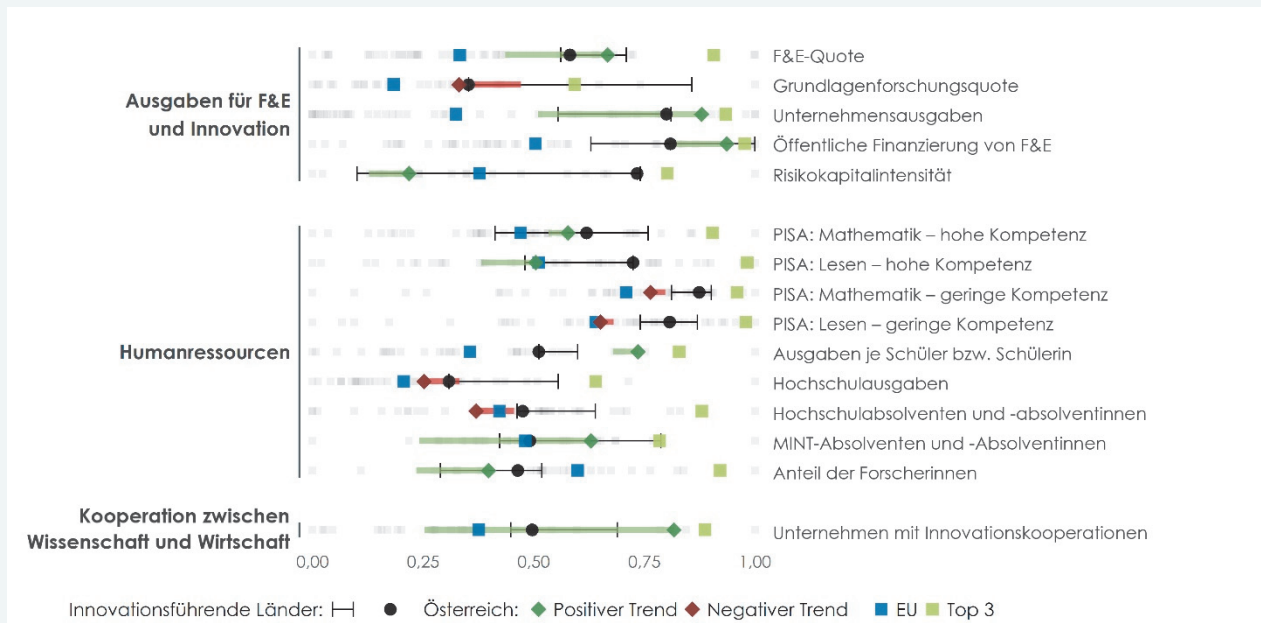 Ausgaben für F&E
und Innovation
F&E-Quote
Grundlagenforschungsquote
Unternehmensausgaben
Öffentliche Finanzierung von F&E
Risikokapitalintensität
Humanressourcen
PISA: Mathematik – hohe Kompetenz
PISA: Lesen – hohe Kompetenz
PISA: Mathematik – geringe Kompetenz
PISA: Lesen – geringe Kompetenz
Ausgaben je Schüler bzw. Schülerin
Hochschulausgaben
Hochschulabsolventen und -absolventinnen
MINT-Absolventen und -Absolventinnen
Anteil der Forscherinnen
Kooperation zwischen
Wissenschaft und Wirtschaft
Unternehmen mit Innovationskooperationen
0,00 0,25 0,50 0,75 1,00
Innovationsführende Länder: Österreich: Positiver Trend Negativer Trend EU Top 3